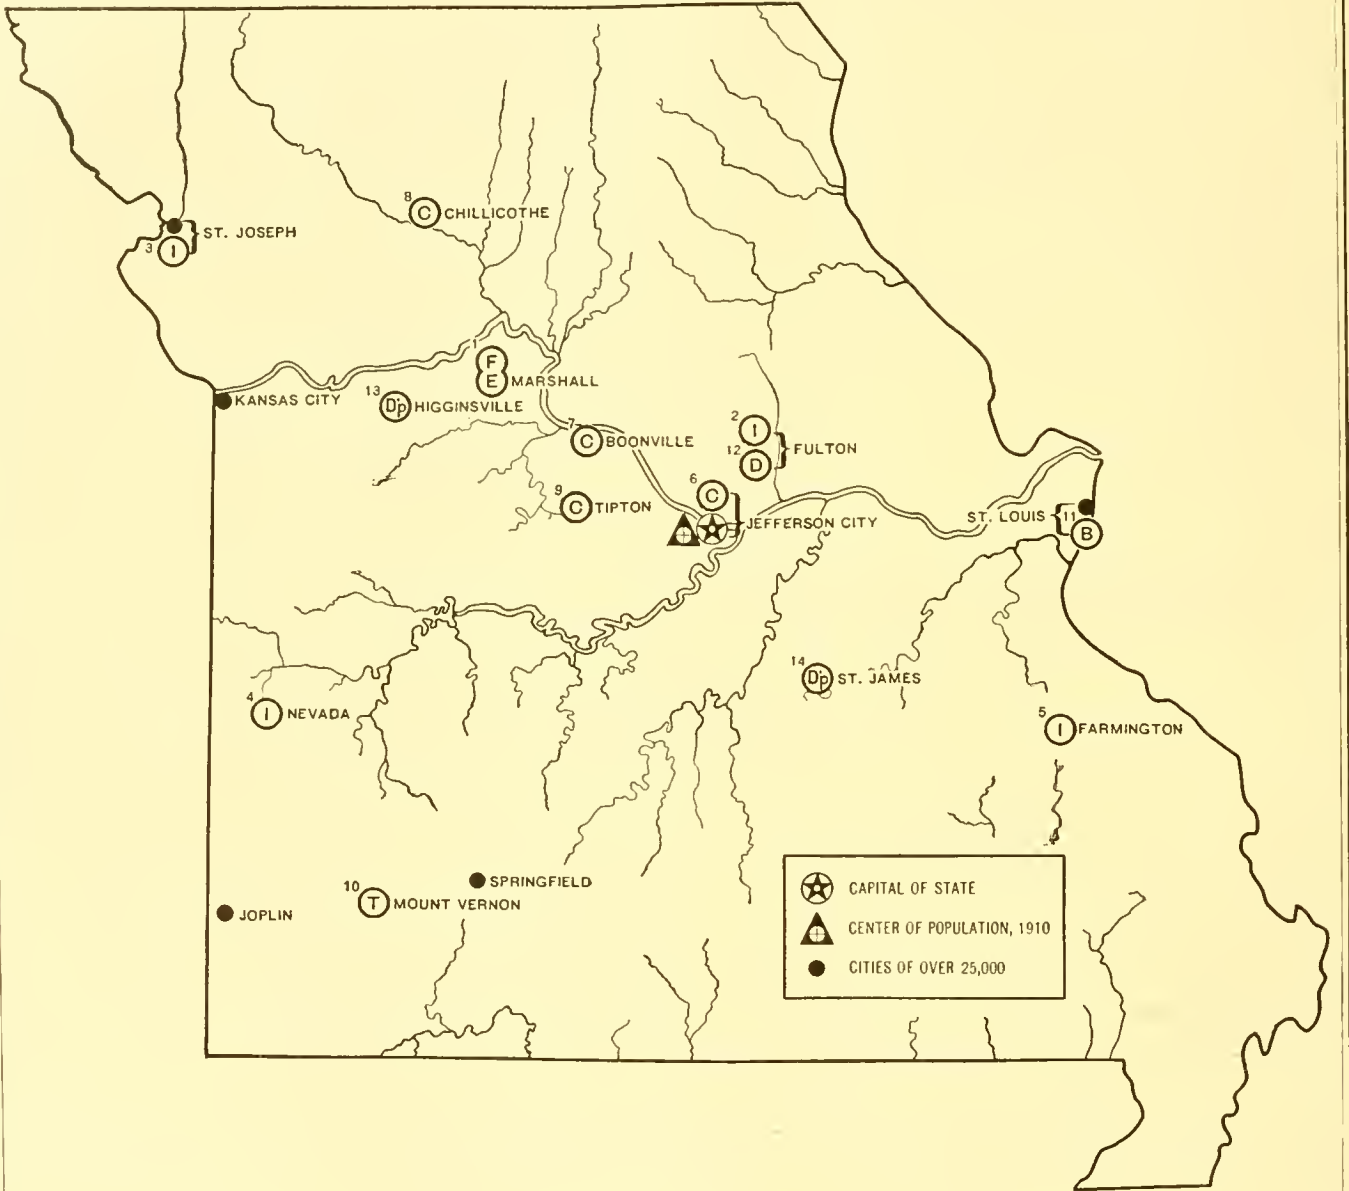 8 C CHILLICOTHE
ST. JOSEPH
3 I
1 F
E MARSHALL
KANSAS CITY
13 Dp HIGGINSVILLE
7 C BOONVILLE
2 I
12 D
FULTON
6 C
9 C TIPTON
JEFFERSON CITY
ST. LOUIS 11
B
14 Dp ST. JAMES
4 I NEVADA
5 I FARMINGTON
SPRINGFIELD
10 T MOUNT VERNON
JOPLIN
CAPITAL OF STATE
CENTER OF POPULATION, 1910
CITIES OF OVER 25,000